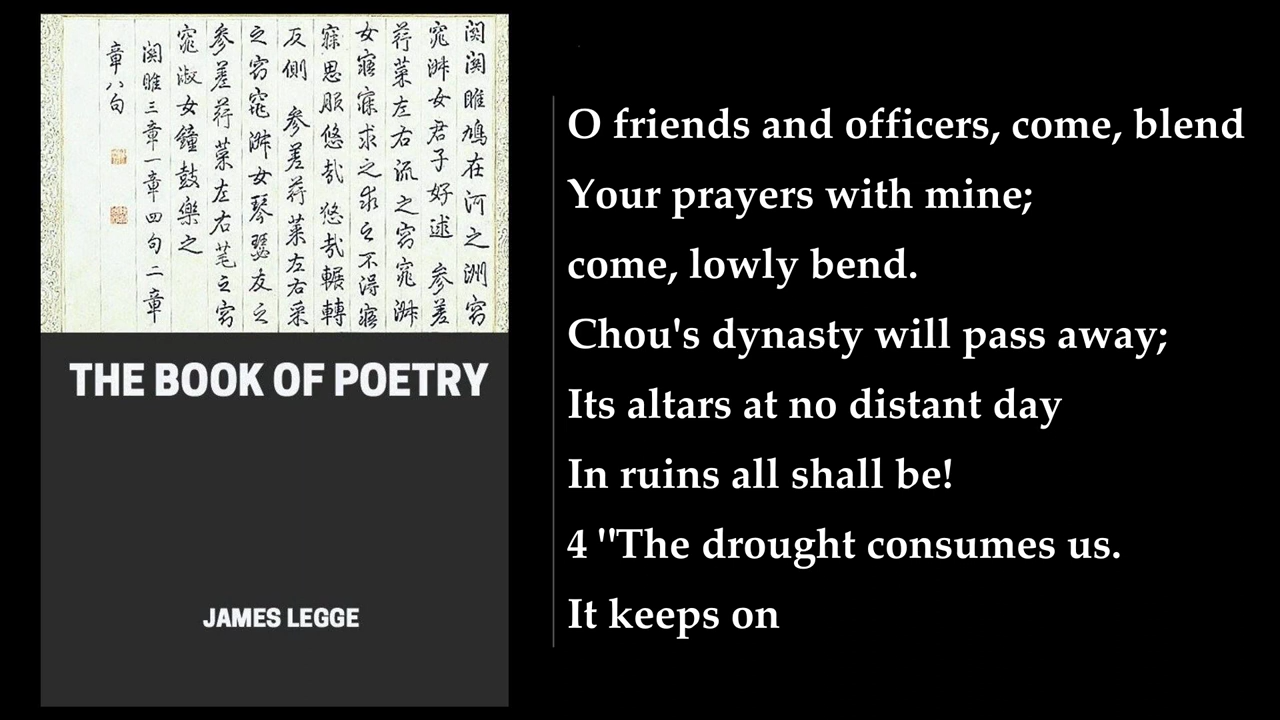 關關雎鳩在河之洲窈
窕淑女君子好逑 參差
荇菜左右流之窈窕淑
女寤寐求之求之不得寤
寐思服悠哉悠哉輾轉
反側 參差荇菜左右采
之窈窕淑女琴瑟友之
參差荇菜左右芼之窈
窕淑女鐘鼓樂之
關雎三章一章四句二章
章八句
THE BOOK OF POETRY
JAMES LEGGE
O friends and officers, come, blend
Your prayers with mine;
come, lowly bend.
Chou's dynasty will pass away;
Its altars at no distant day
In ruins all shall be!
4 "The drought consumes us.
It keeps on